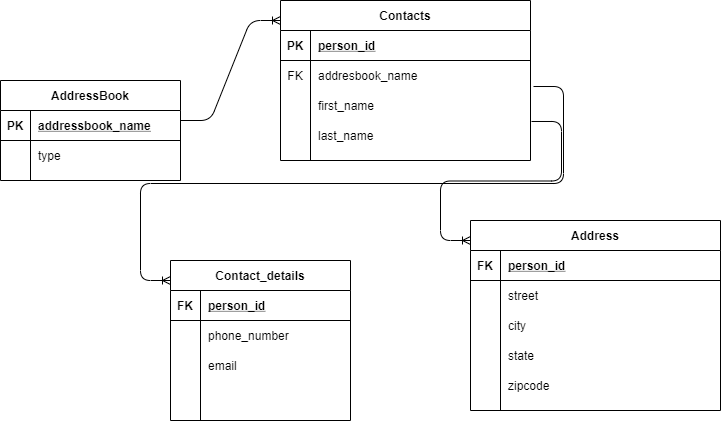 Contacts
PK person_id
FK addresbook_name
first_name
last_name
AddressBook
PK addressbook_name
type
Contact_details
FK person_id
phone_number
email
Address
FK person_id
street
city
state
zipcode